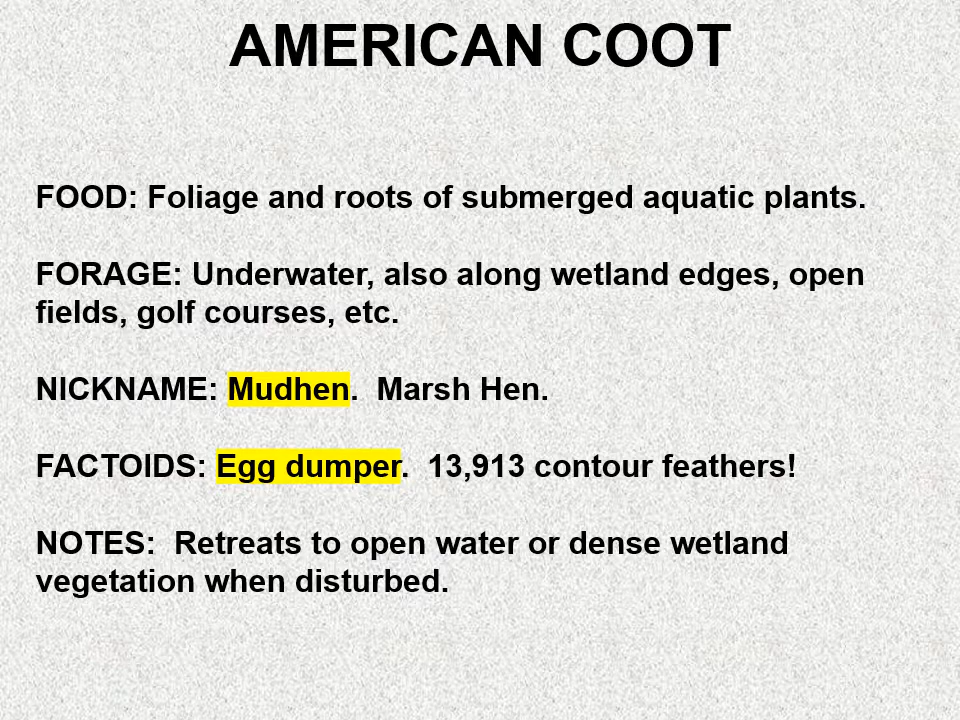 AMERICAN COOT
FOOD: Foliage and roots of submerged aquatic plants.
FORAGE: Underwater, also along wetland edges, open
fields, golf courses, etc.
NICKNAME: Mudhen.  Marsh Hen.
FACTOIDS: Egg dumper.  13,913 contour feathers!
NOTES:  Retreats to open water or dense wetland
vegetation when disturbed.